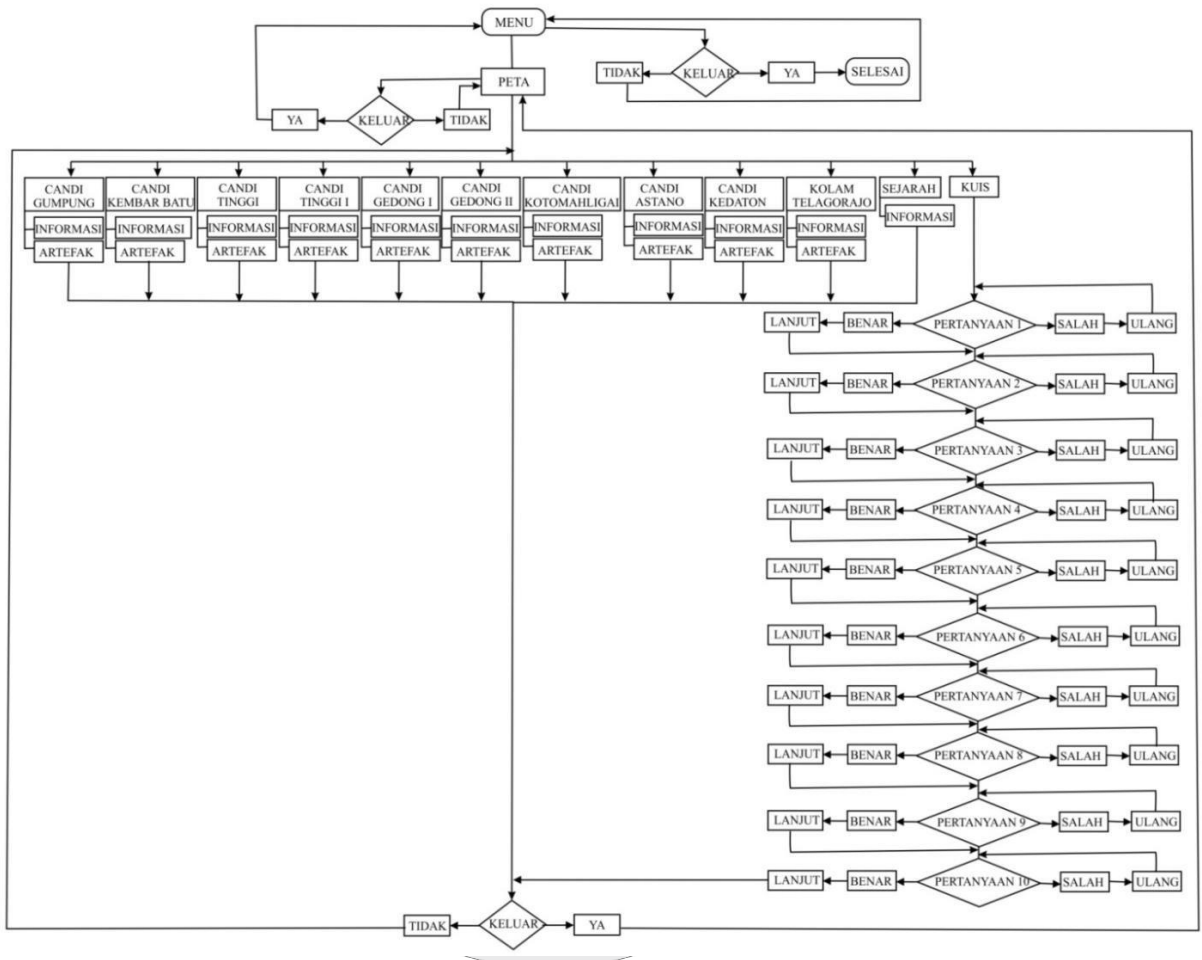 MENU
TIDAK
KELUAR
YA
SELESAI
PETA
YA
KELUAR
TIDAK
CANDI
GUMPUNG
INFORMASI
ARTEFAK
CANDI
KEMBAR BATU
INFORMASI
ARTEFAK
CANDI
TINGGI
INFORMASI
ARTEFAK
CANDI
TINGGI I
INFORMASI
ARTEFAK
CANDI
GEDONG I
INFORMASI
ARTEFAK
CANDI
GEDONG II
INFORMASI
ARTEFAK
CANDI
KOTOMAHLIGAI
INFORMASI
ARTEFAK
CANDI
ASTANO
INFORMASI
ARTEFAK
CANDI
KEDATON
INFORMASI
ARTEFAK
KOLAM
TELAGORAJO
INFORMASI
ARTEFAK
SEJARAH
INFORMASI
KUIS
LANJUT BENAR PERTANYAAN 1 SALAH ULANG
LANJUT BENAR PERTANYAAN 2 SALAH ULANG
LANJUT BENAR PERTANYAAN 3 SALAH ULANG
LANJUT BENAR PERTANYAAN 4 SALAH ULANG
LANJUT BENAR PERTANYAAN 5 SALAH ULANG
LANJUT BENAR PERTANYAAN 6 SALAH ULANG
LANJUT BENAR PERTANYAAN 7 SALAH ULANG
LANJUT BENAR PERTANYAAN 8 SALAH ULANG
LANJUT BENAR PERTANYAAN 9 SALAH ULANG
LANJUT BENAR PERTANYAAN 10 SALAH ULANG
TIDAK KELUAR YA